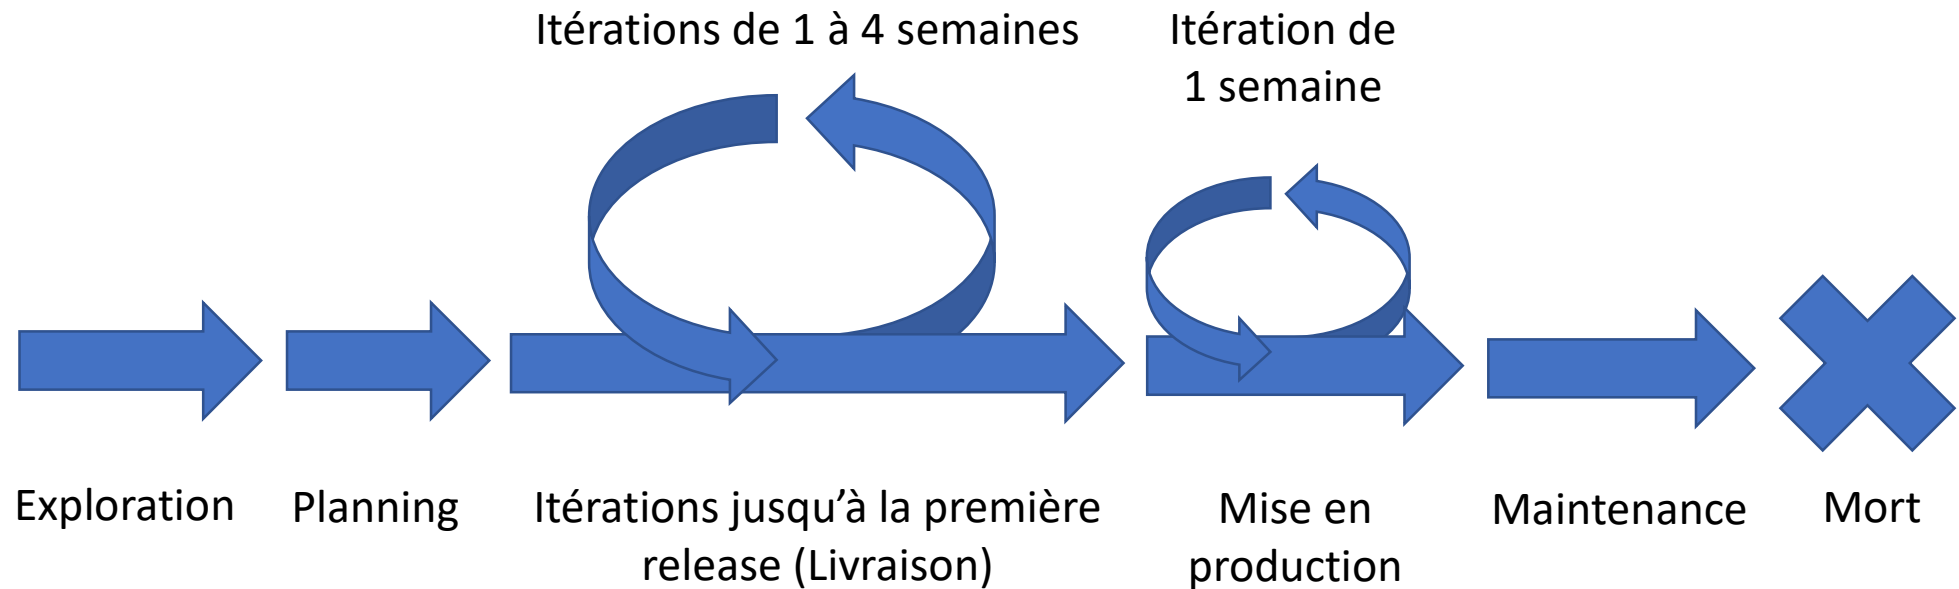 Itérations de 1 à 4 semaines
Itération de
1 semaine
Exploration
Planning
Itérations jusqu’à la première
release (Livraison)
Mise en
production
Maintenance
Mort